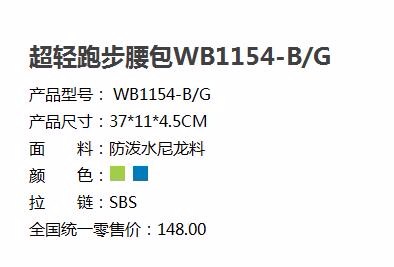 超轻跑步腰包WB1154-B/G
产品型号： WB1154-B/G
产品尺寸：37*11*4.5CM
面　　料：防泼水尼龙料
颜　　色：
拉　　链：SBS
全国统一零售价：148.00